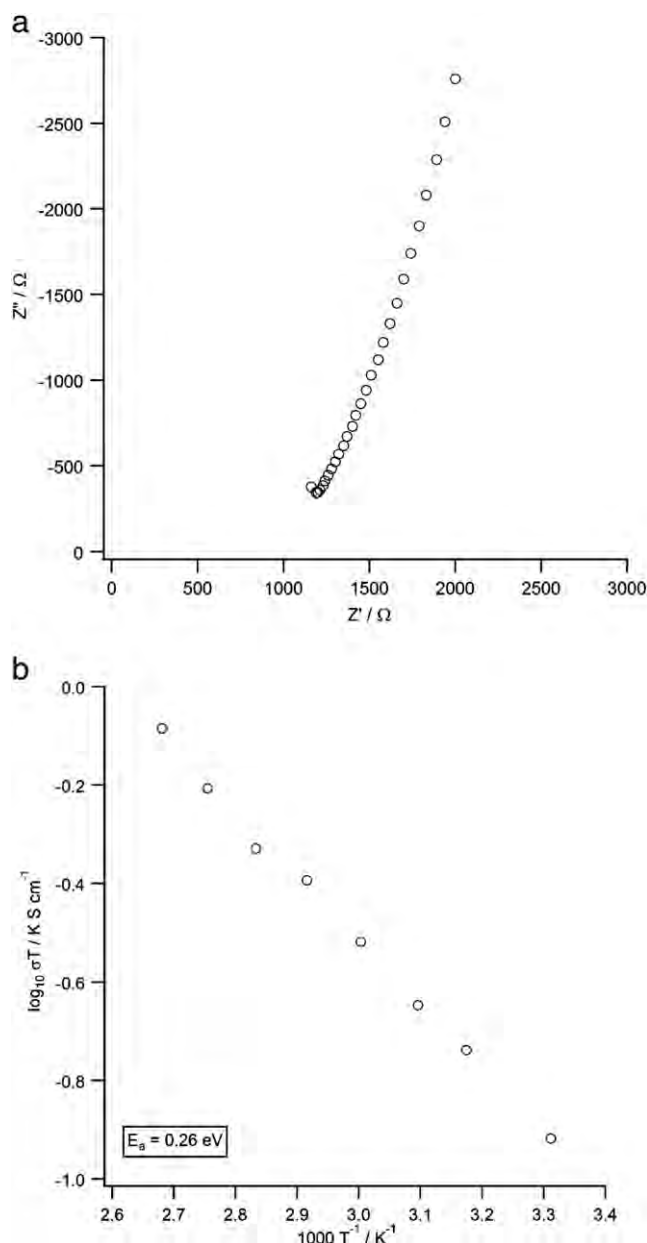 a
-3000
-2500
-2000
-1500
-1000
-500
0
Z'' / Ω
0 500 1000 1500 2000 2500 3000
Z' / Ω
b
0.0
-0.2
-0.4
-0.6
-0.8
-1.0
log₁₀ σT / K S cm⁻¹
Eₐ = 0.26 eV
2.6 2.7 2.8 2.9 3.0 3.1 3.2 3.3 3.4
1000 T⁻¹ / K⁻¹